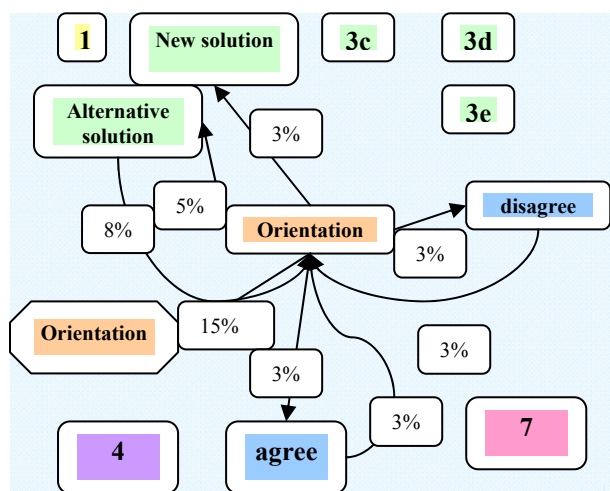 1
New solution
3c
3d
Alternative
solution
3e
3%
5%
8%
Orientation
disagree
3%
Orientation
15%
3%
3%
3%
4
agree
7